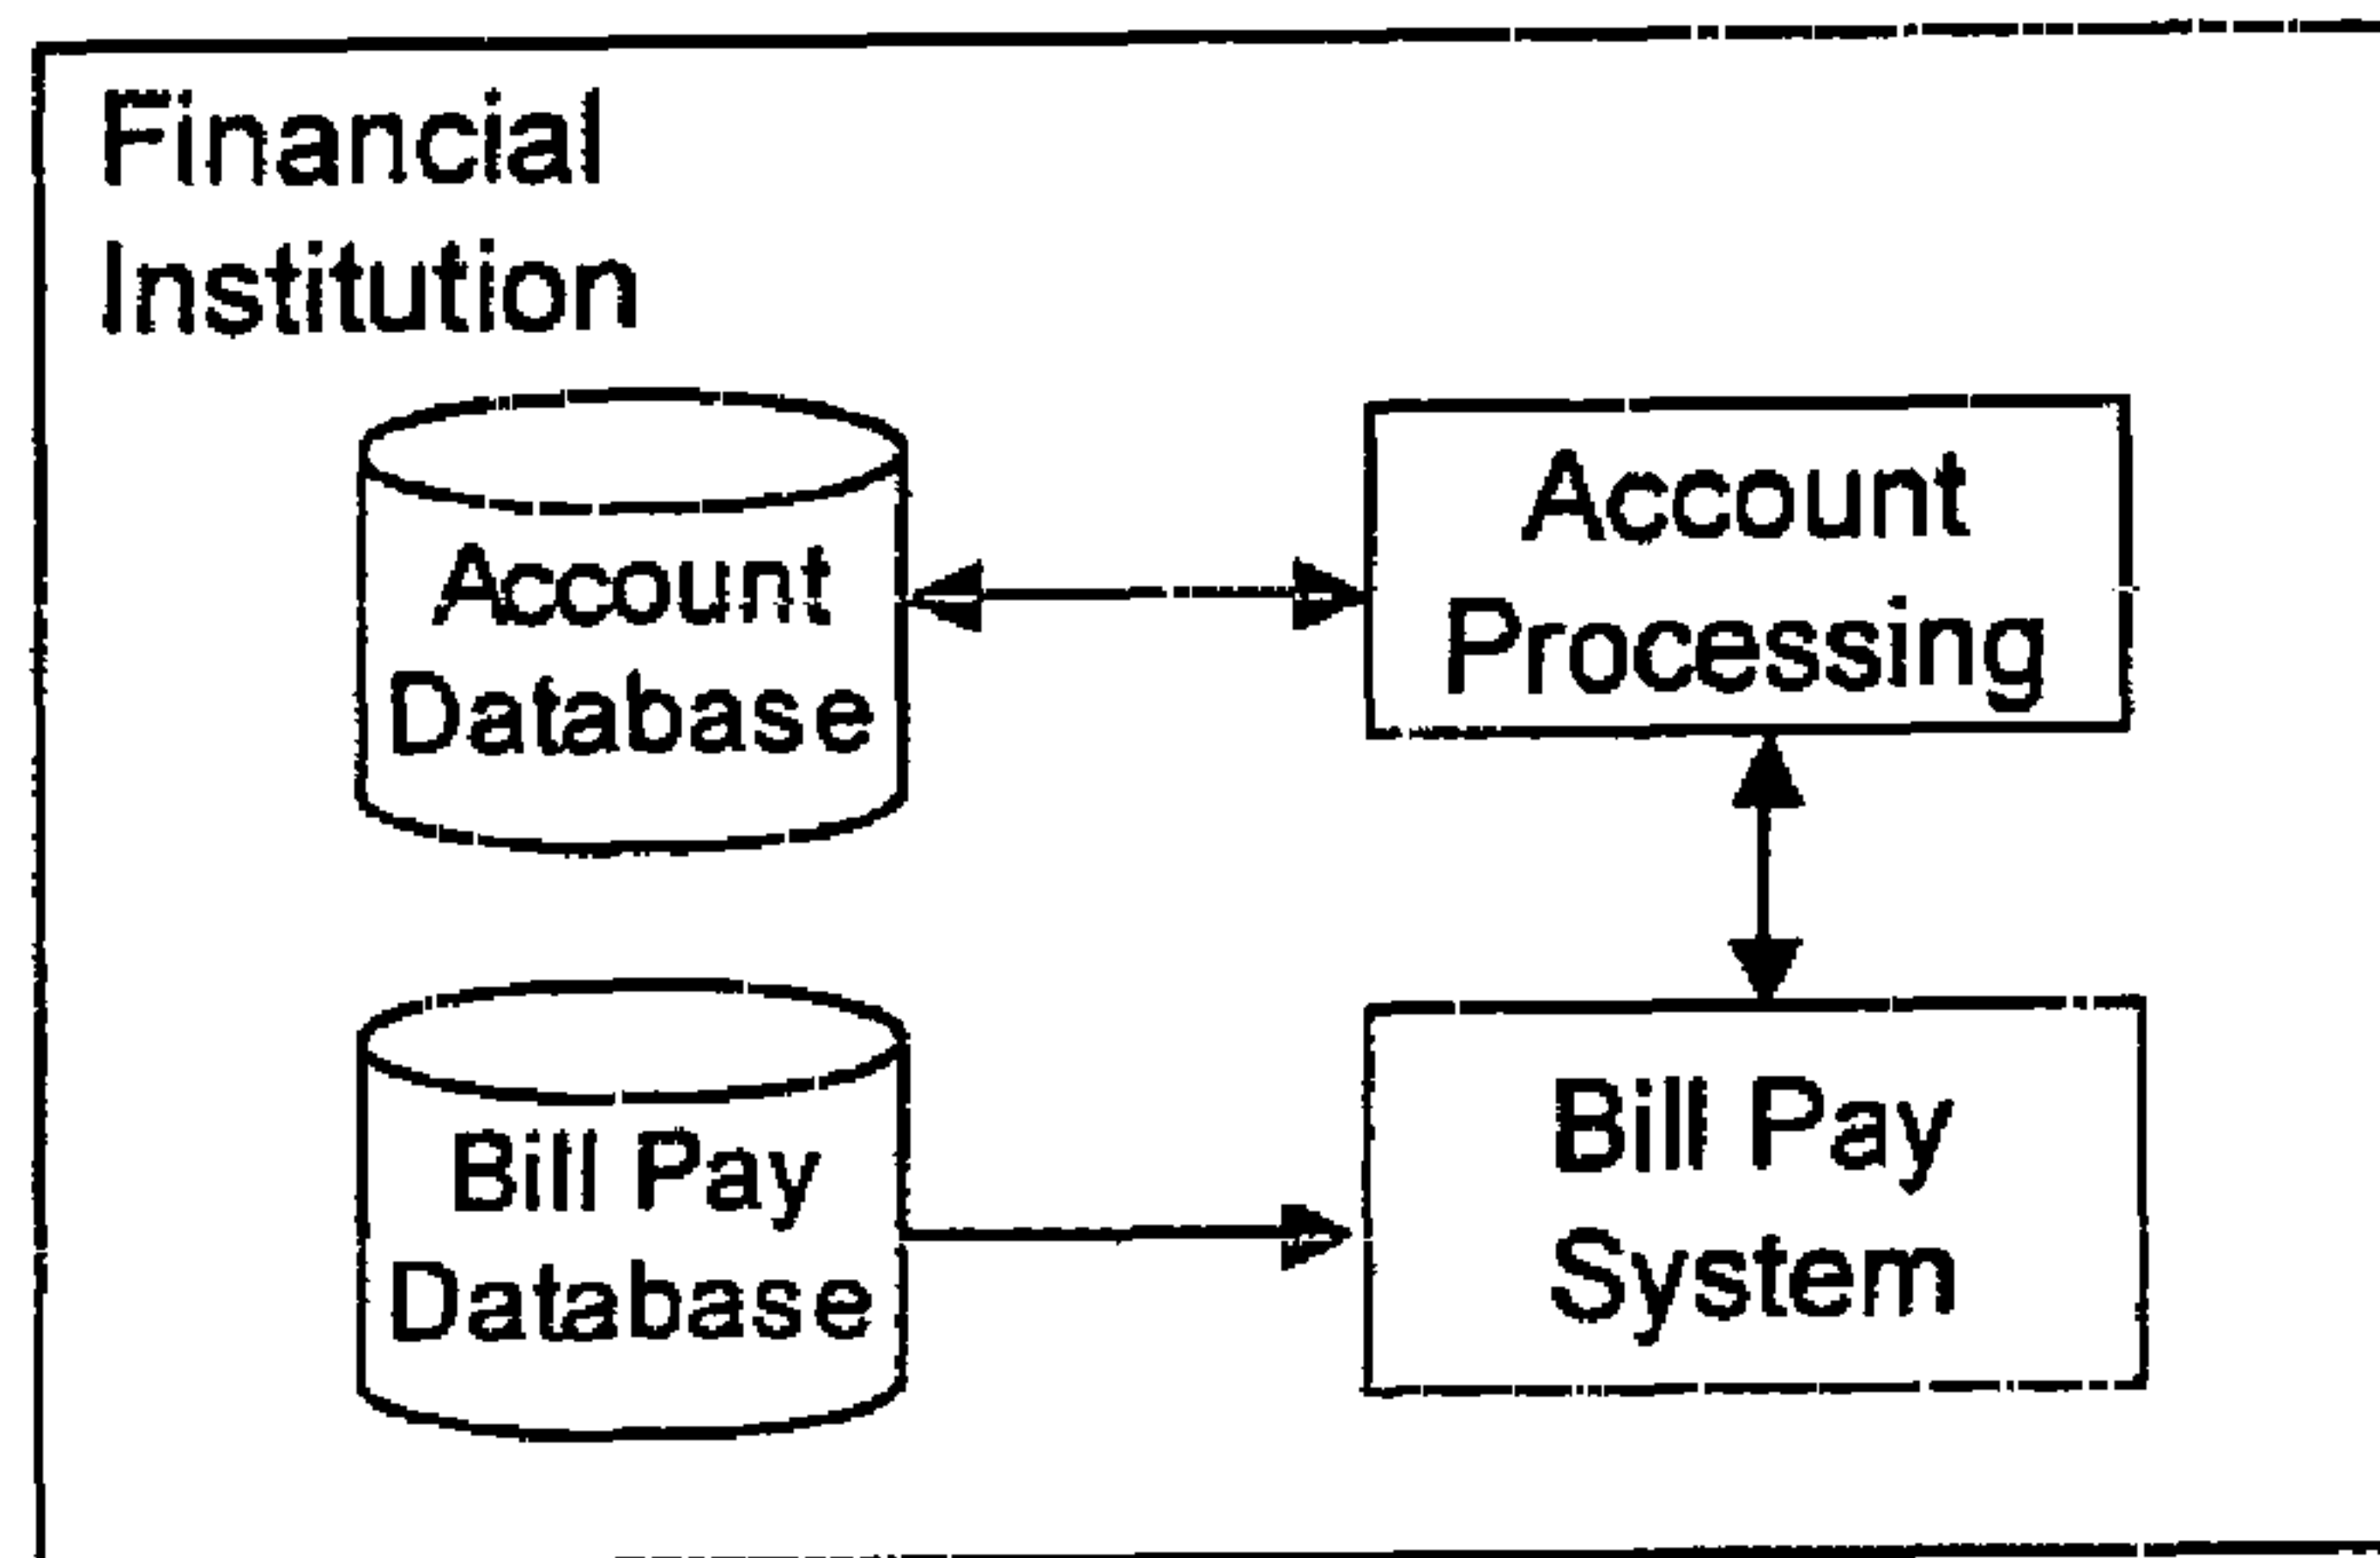 Financial
Institution
Account
Database
Account
Processing
Bill Pay
Database
Bill Pay
System